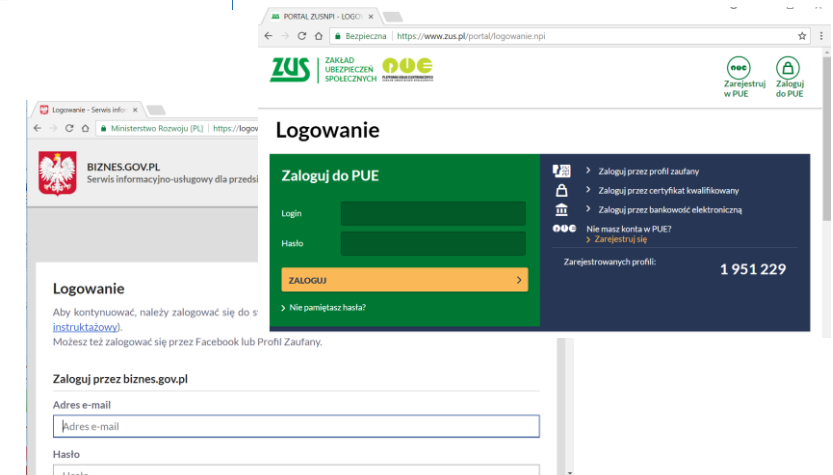 PORTAL ZUSNPI - LOGO
Bezpieczna | https://www.zus.pl/portal/logowanie.npi
ZUS
ZAKŁAD
UBEZPIECZEŃ
SPOŁECZNYCH
PUE
Zarejestruj
w PUE
Zaloguj
do PUE
Logowanie
Zaloguj do PUE
Login
Hasło
ZALOGUJ
Nie pamiętasz hasła?
Zaloguj przez profil zaufany
Zaloguj przez certyfikat kwalifikowany
Zaloguj przez bankowość elektroniczną
Nie masz konta w PUE?
Zarejestruj się
Zarejestrowanych profili:
1 951 229
Logowanie - Serwis infor
Ministerstwo Rozwoju [PL] | https://logow
BIZNES.GOV.PL
Serwis informacyjno-usługowy dla przedsi
Logowanie
Aby kontynuować, należy zalogować się do s
instruktażowy).
Możesz też zalogować się przez Facebook lub Profil Zaufany.
Zaloguj przez biznes.gov.pl
Adres e-mail
Adres e-mail
Hasło
Hasło